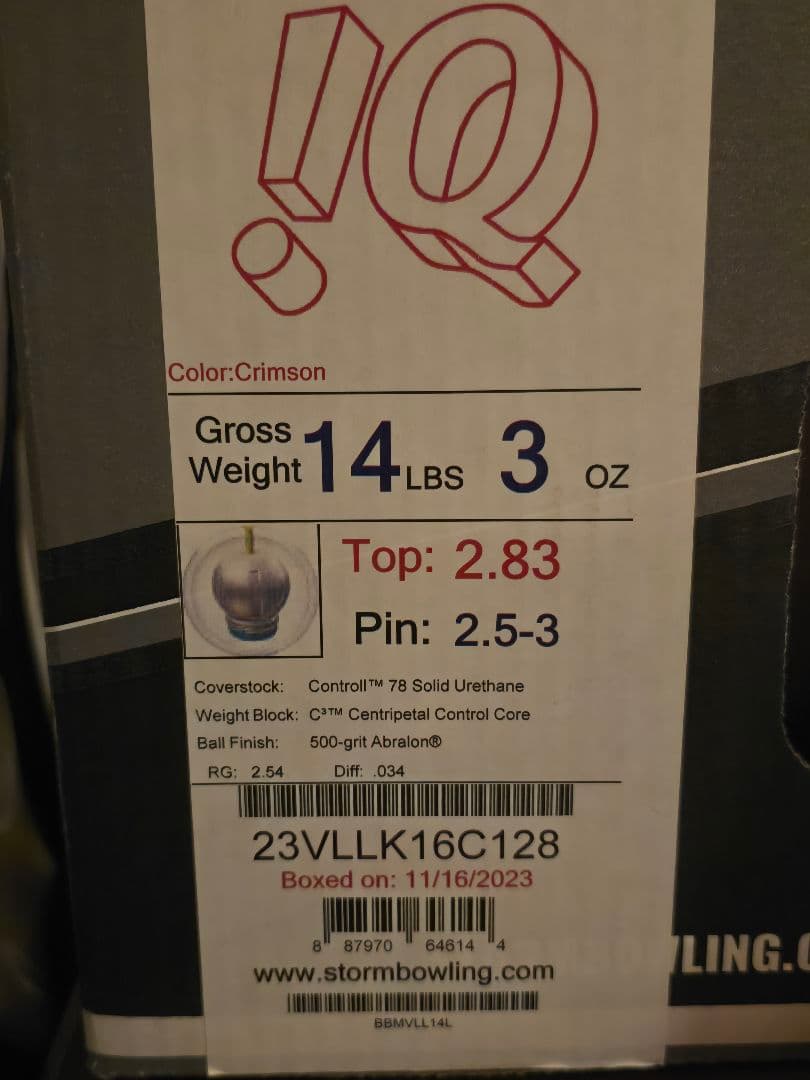 !Q
Color:Crimson
Gross Weight 14 LBS 3 OZ
Top: 2.83
Pin: 2.5-3
Coverstock: Controll™ 78 Solid Urethane
Weight Block: C³™ Centripetal Control Core
Ball Finish: 500-grit Abralon®
RG: 2.54 Diff: .034
23VLLK16C128
Boxed on: 11/16/2023
8 87970 64614 4
www.stormbowling.com
LING.C
BBMVLL14L